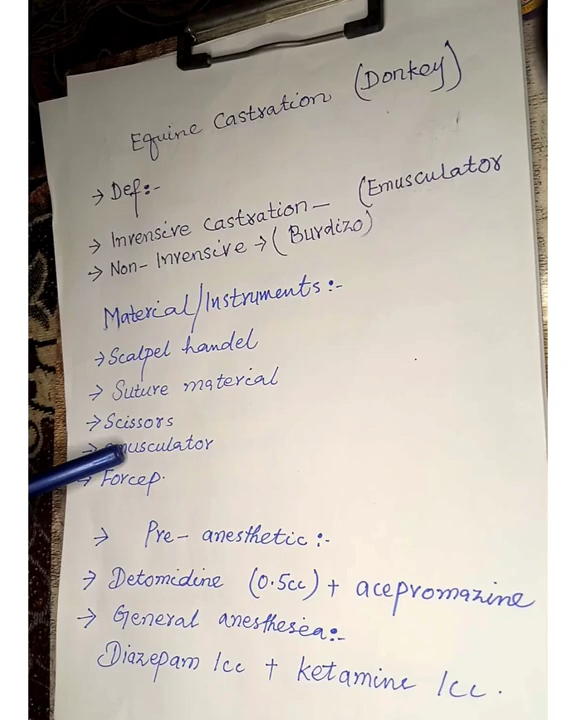 Equine Castration (Donkey)
→ Def:-
→ Invensive Castration - (Emusculator
→ Non-Invensive → (Burdizo)
Material/Instruments:-
→ Scalpel handel
→ Suture material
→ Scissors
→ Emusculator
→ Forcep.
→ Pre-anesthetic:-
→ Detomidine (0.5cc) + acepromazine
→ General anesthesea:-
Diazepam 1cc + ketamine 1cc.